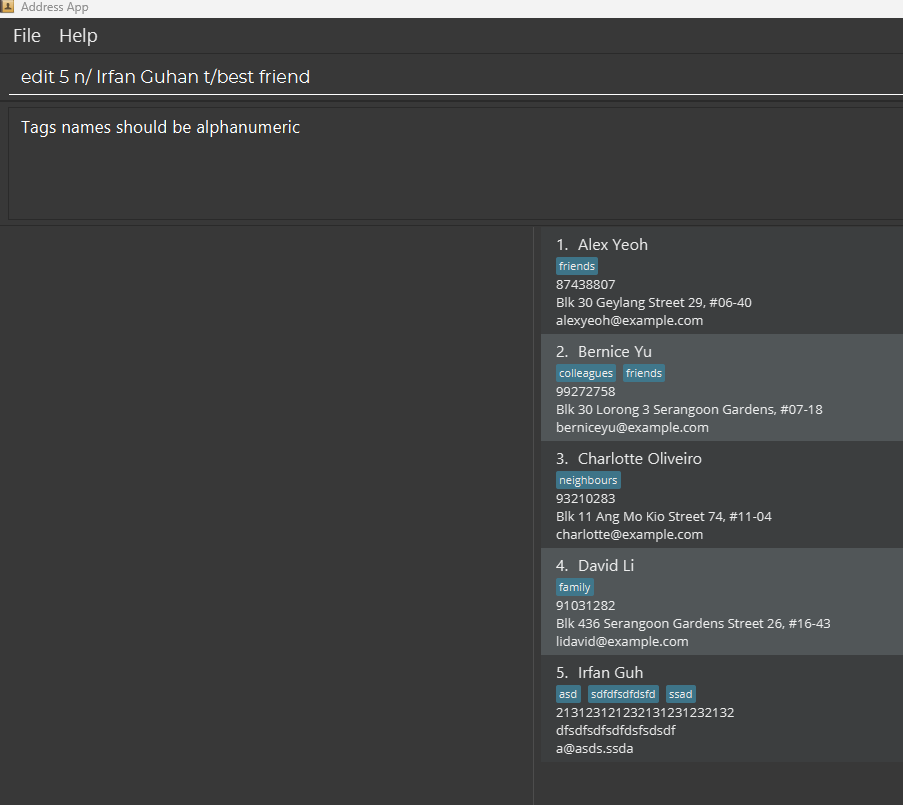 Address App
File Help
edit 5 n/ Irfan Guhan t/best friend
Tags names should be alphanumeric
1. Alex Yeoh
friends
87438807
Blk 30 Geylang Street 29, #06-40
alexyeoh@example.com
2. Bernice Yu
colleagues friends
99272758
Blk 30 Lorong 3 Serangoon Gardens, #07-18
berniceyu@example.com
3. Charlotte Oliveiro
neighbours
93210283
Blk 11 Ang Mo Kio Street 74, #11-04
charlotte@example.com
4. David Li
family
91031282
Blk 436 Serangoon Gardens Street 26, #16-43
lidavid@example.com
5. Irfan Guh
asd sdfdfsdfdsfd ssad
213123121232131231232132
dfsdfsdfsdfdsfsdsdf
a@asds.ssda